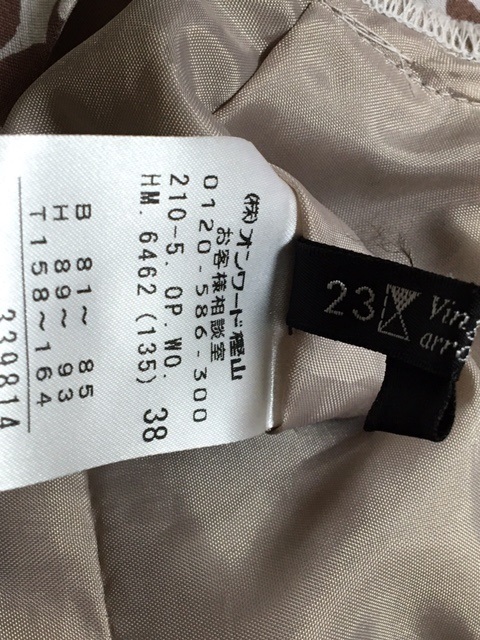 (株)オンワード樫山
お客様相談室
0120-586-300
210-5. OP. WO.
HM. 6462 (135) 38
B 81~ 85
H 89~ 93
T158~164
339814
23